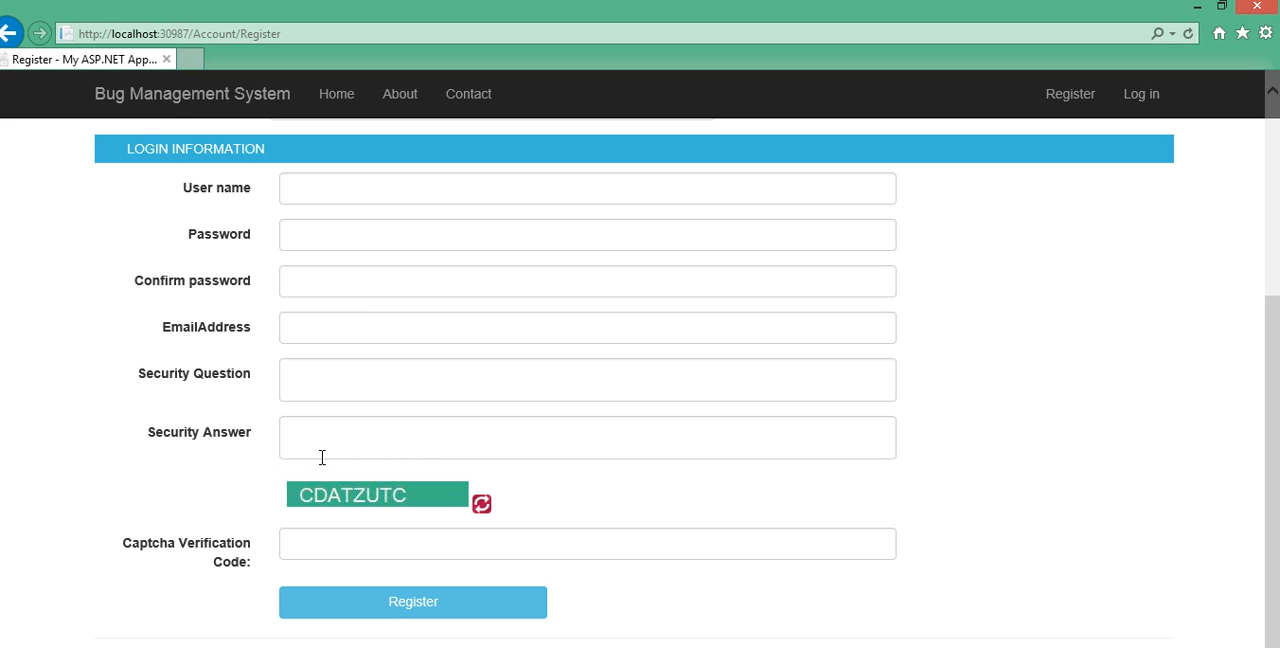 http://localhost:30987/Account/Register
Register - My ASP.NET App...
Bug Management System Home About Contact Register Log in
LOGIN INFORMATION
User name
Password
Confirm password
EmailAddress
Security Question
Security Answer
CDATZUTC
Captcha Verification
Code:
Register